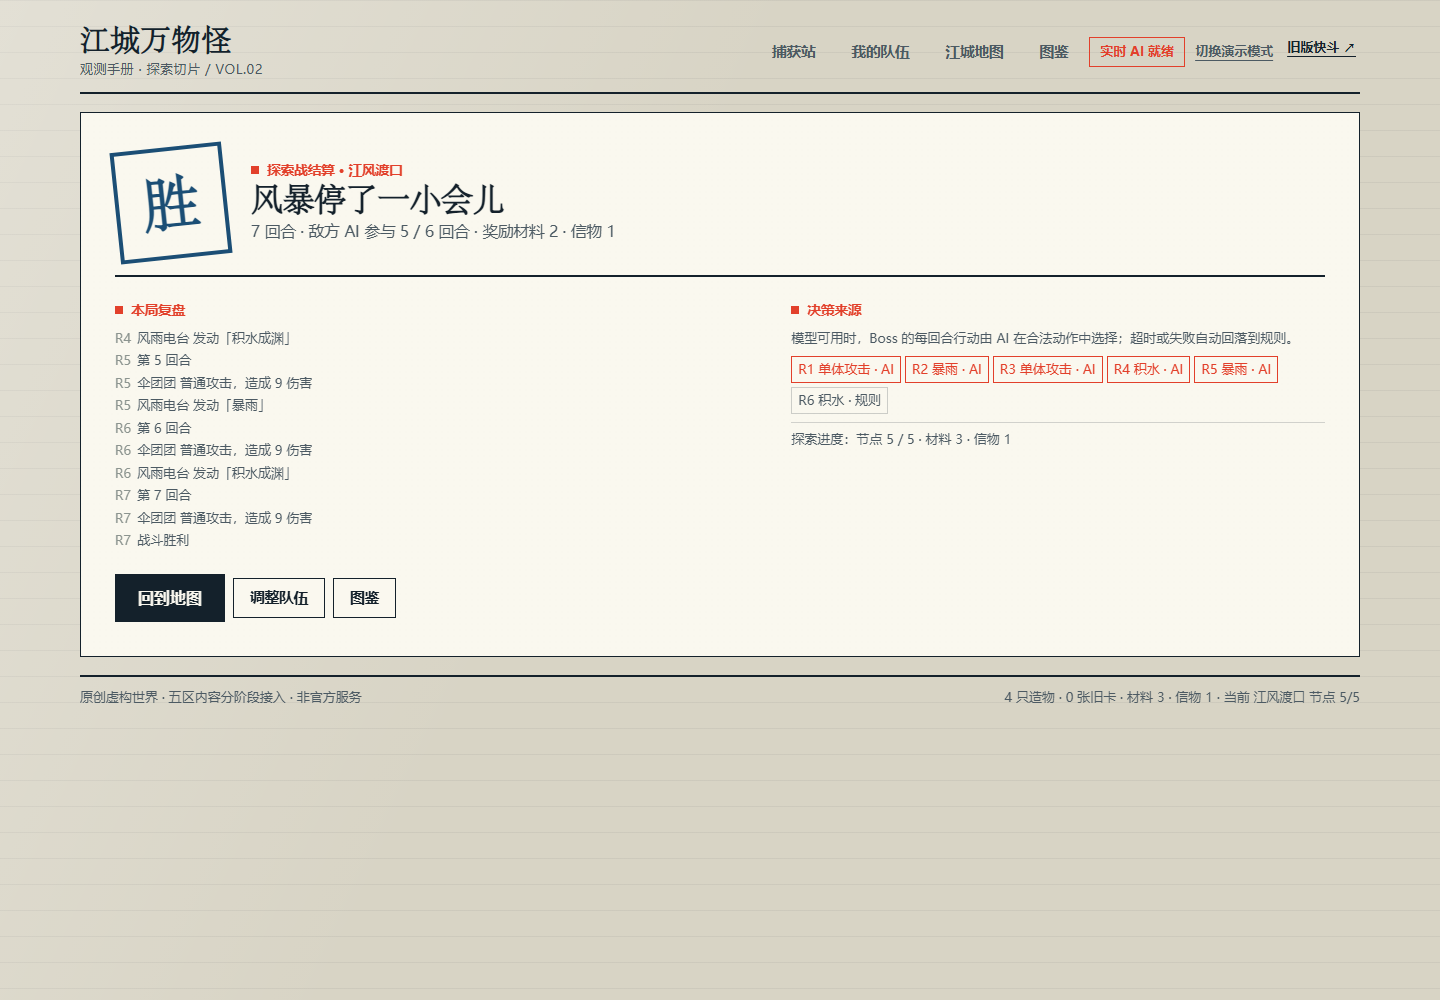 江城万物怪
观测手册 · 探索切片 / VOL.02
捕获站 我的队伍 江城地图 图鉴 实时 AI 就绪 切换演示模式 旧版快斗 ↗
胜
探索战结算 • 江风渡口
风暴停了一小会儿
7 回合 · 敌方 AI 参与 5 / 6 回合 · 奖励材料 2 · 信物 1
本局复盘
R4 风雨电台 发动「积水成渊」
R5 第 5 回合
R5 伞团团 普通攻击，造成 9 伤害
R5 风雨电台 发动「暴雨」
R6 第 6 回合
R6 伞团团 普通攻击，造成 9 伤害
R6 风雨电台 发动「积水成渊」
R7 第 7 回合
R7 伞团团 普通攻击，造成 9 伤害
R7 战斗胜利
决策来源
模型可用时，Boss 的每回合行动由 AI 在合法动作中选择；超时或失败自动回落到规则。
R1 单体攻击 · AI R2 暴雨 · AI R3 单体攻击 · AI R4 积水 · AI R5 暴雨 · AI
R6 积水 · 规则
探索进度：节点 5 / 5 · 材料 3 · 信物 1
回到地图 调整队伍 图鉴
原创虚构世界 · 五区内容分阶段接入 · 非官方服务
4 只造物 · 0 张旧卡 · 材料 3 · 信物 1 · 当前 江风渡口 节点 5/5